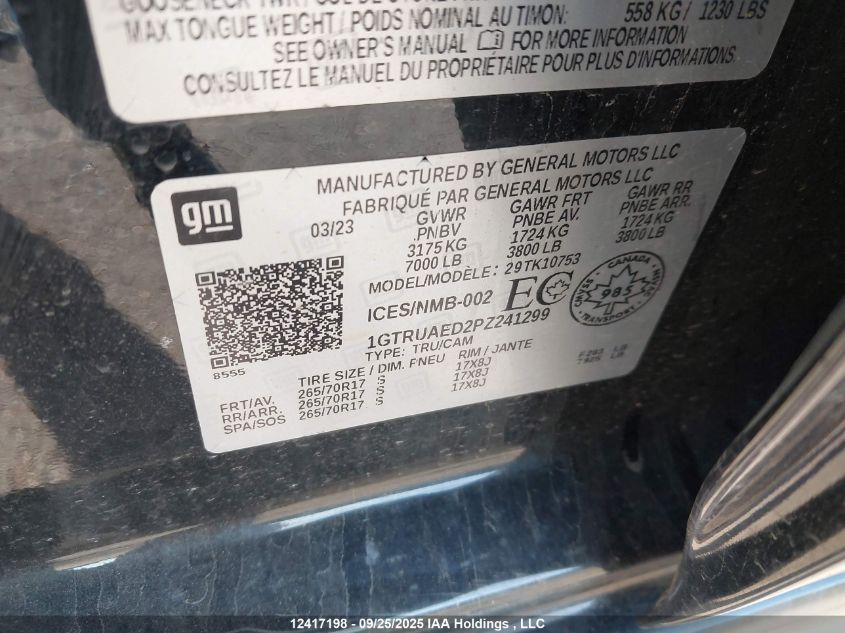 MAX TONGUE WEIGHT / POIDS NOMINAL AU TIMON: 558 KG / 1230 LBS
SEE OWNER'S MANUAL FOR MORE INFORMATION
CONSULTEZ LE MANUEL DU PROPRIÉTAIRE POUR PLUS D'INFORMATIONS
gm
MANUFACTURED BY GENERAL MOTORS LLC
FABRIQUÉ PAR GENERAL MOTORS LLC
03/23
GVWR GAWR FRT GAWR RR
PNBV PNBE AV. PNBE ARR.
3175 KG 1724 KG 1724 KG
7000 LB 3800 LB 3800 LB
MODEL/MODÈLE: 29TK10753
ICES/NMB-002 EC
CANADA
985
TRANSPORT
1GTRUAED2PZ241299
TYPE: TRU/CAM
8555
TIRE SIZE / DIM. PNEU RIM / JANTE
FRT/AV. 265/70R17 S 17X8J
RR/ARR. 265/70R17 S 17X8J
SPA/SOS 265/70R17 S 17X8J
12417198 - 09/25/2025 IAA Holdings , LLC